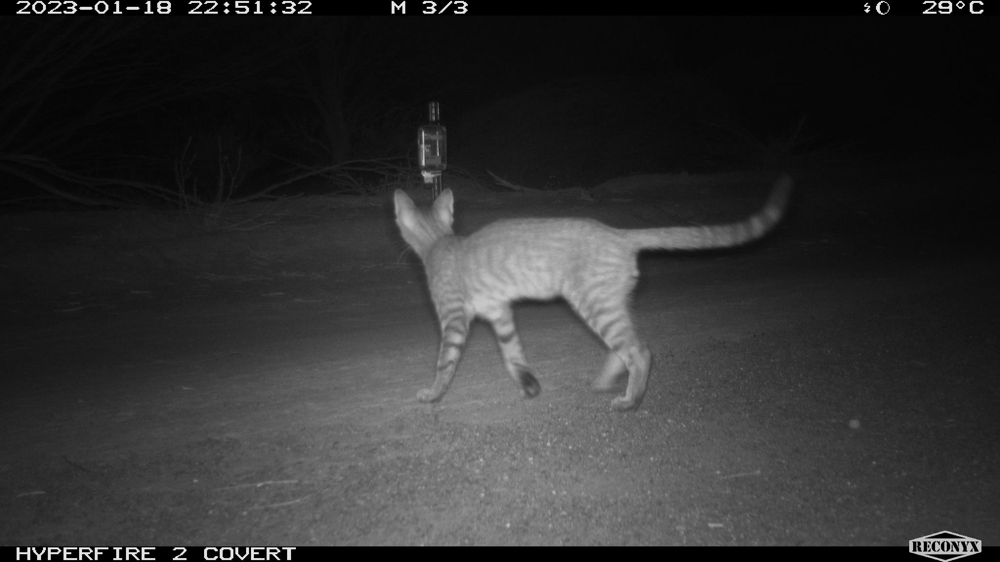 2023-01-18 22:51:32 M 3/3 29°C
HYPERFIRE 2 COVERT
RECONYX